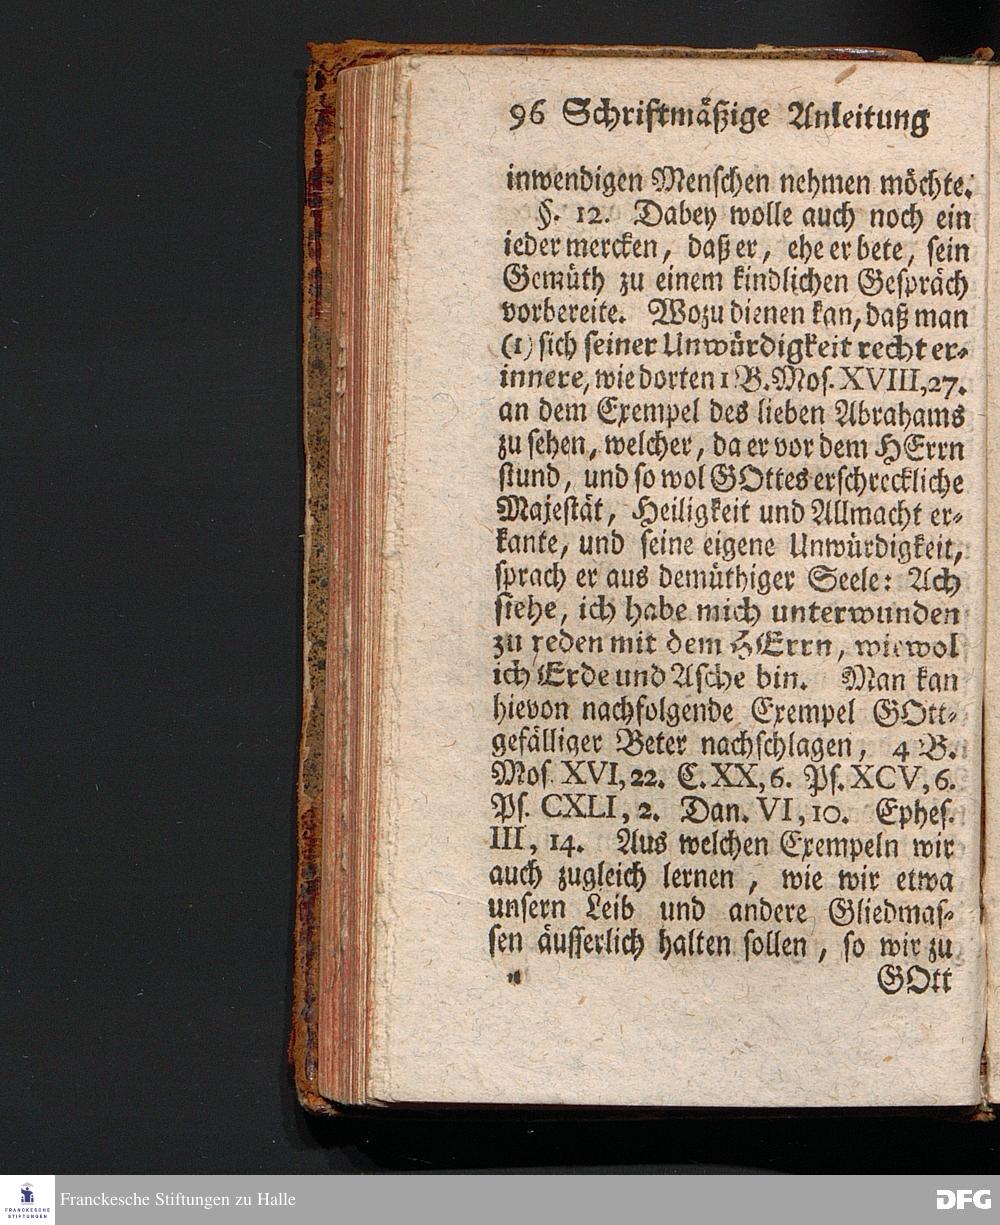 96 Schriftmäßige Anleitung
inwendigen Menschen nehmen möchte.
§. 12. Dabey wolle auch noch ein
ieder mercken, daß er, ehe er bete, sein
Gemüth zu einem kindlichen Gespräch
vorbereite. Wozu dienen kan, daß man
(1) sich seiner Unwürdigkeit recht er-
innere, wie dorten 1 B. Mos. XVIII, 27.
an dem Exempel des lieben Abrahams
zu sehen, welcher, da er vor dem HErrn
stund, und so wol GOttes erschreckliche
Majestät, Heiligkeit und Allmacht er-
kante, und seine eigene Unwürdigkeit,
sprach er aus demüthiger Seele: Ach
siehe, ich habe mich unterwunden
zu reden mit dem HErrn, wiewol
ich Erde und Asche bin. Man kan
hievon nachfolgende Exempel GOtt-
gefälliger Beter nachschlagen, 4 B.
Mos. XVI, 22. C. XX, 6. Ps. XCV, 6.
Ps. CXLI, 2. Dan. VI, 10. Ephes.
III, 14. Aus welchen Exempeln wir
auch zugleich lernen, wie wir etwa
unsern Leib und andere Gliedmas-
sen äusserlich halten sollen, so wir zu
GOtt
FRANCKESCHE
STIFTUNGEN
Franckesche Stiftungen zu Halle
DFG